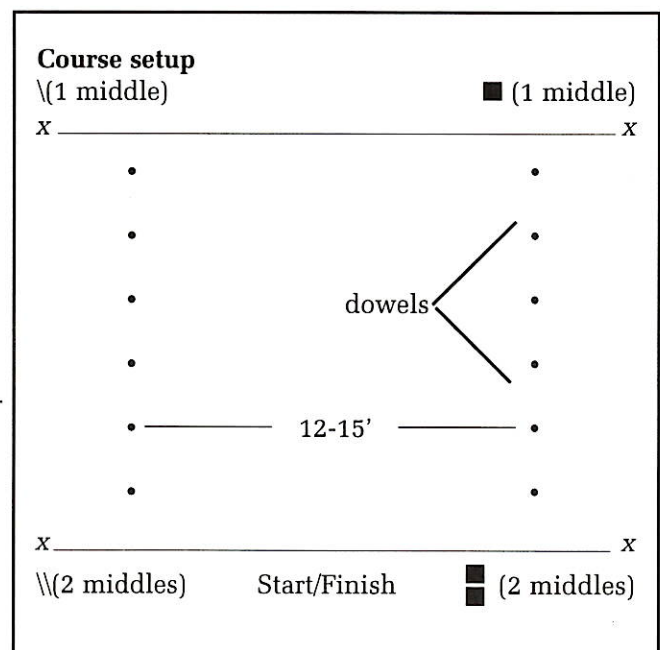 Course setup
\(1 middle) ■ (1 middle)
x x
dowels
12-15'
x x
\\(2 middles) Start/Finish ■■ (2 middles)